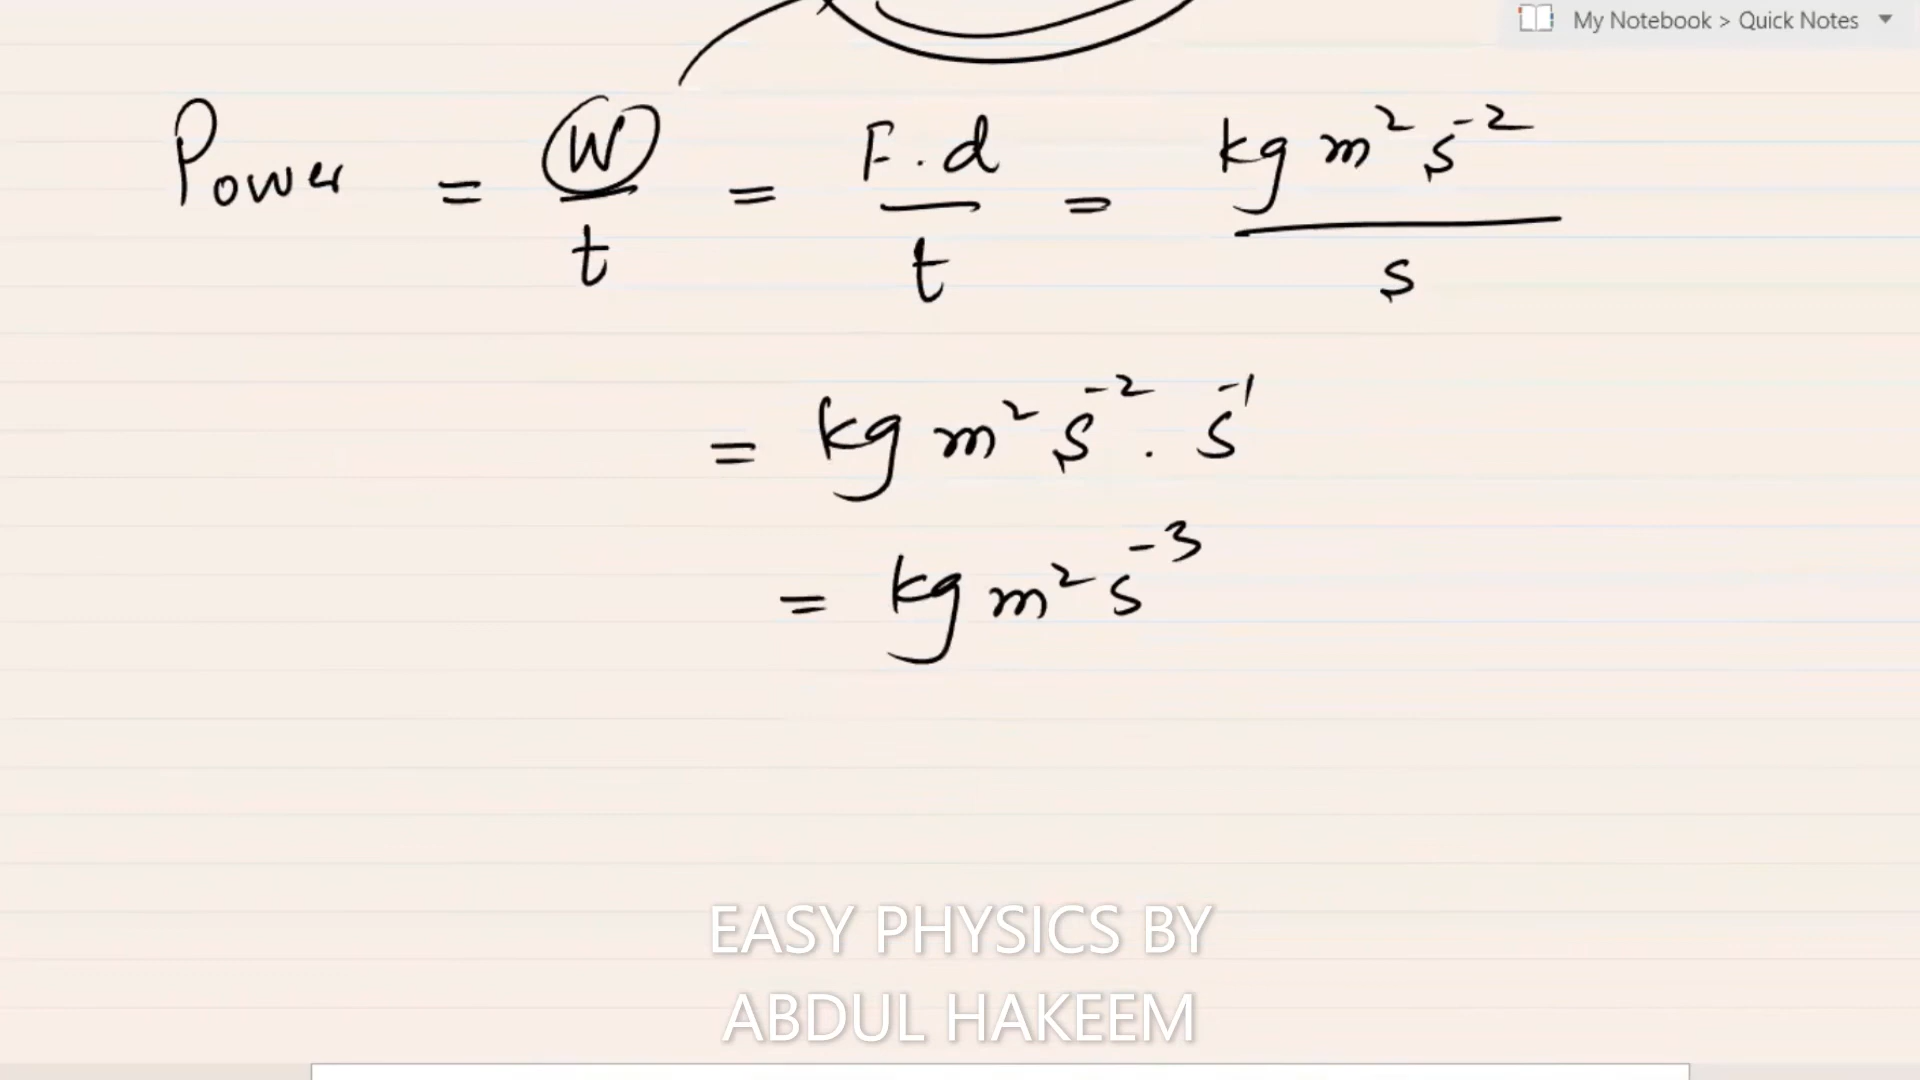 My Notebook > Quick Notes
Power = W/t = F.d/t = kg m² s⁻²/s
= kg m² s⁻² . s⁻¹
= kg m² s⁻³
EASY PHYSICS BY
ABDUL HAKEEM